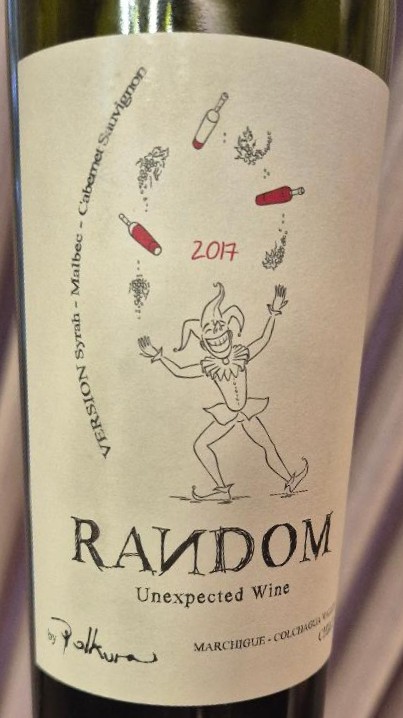 VERSION Syrah - Malbec - Cabernet Sauvignon
2017
RAИDOM
Unexpected Wine
by Polkura
MARCHIGUE - COLCHAGUA